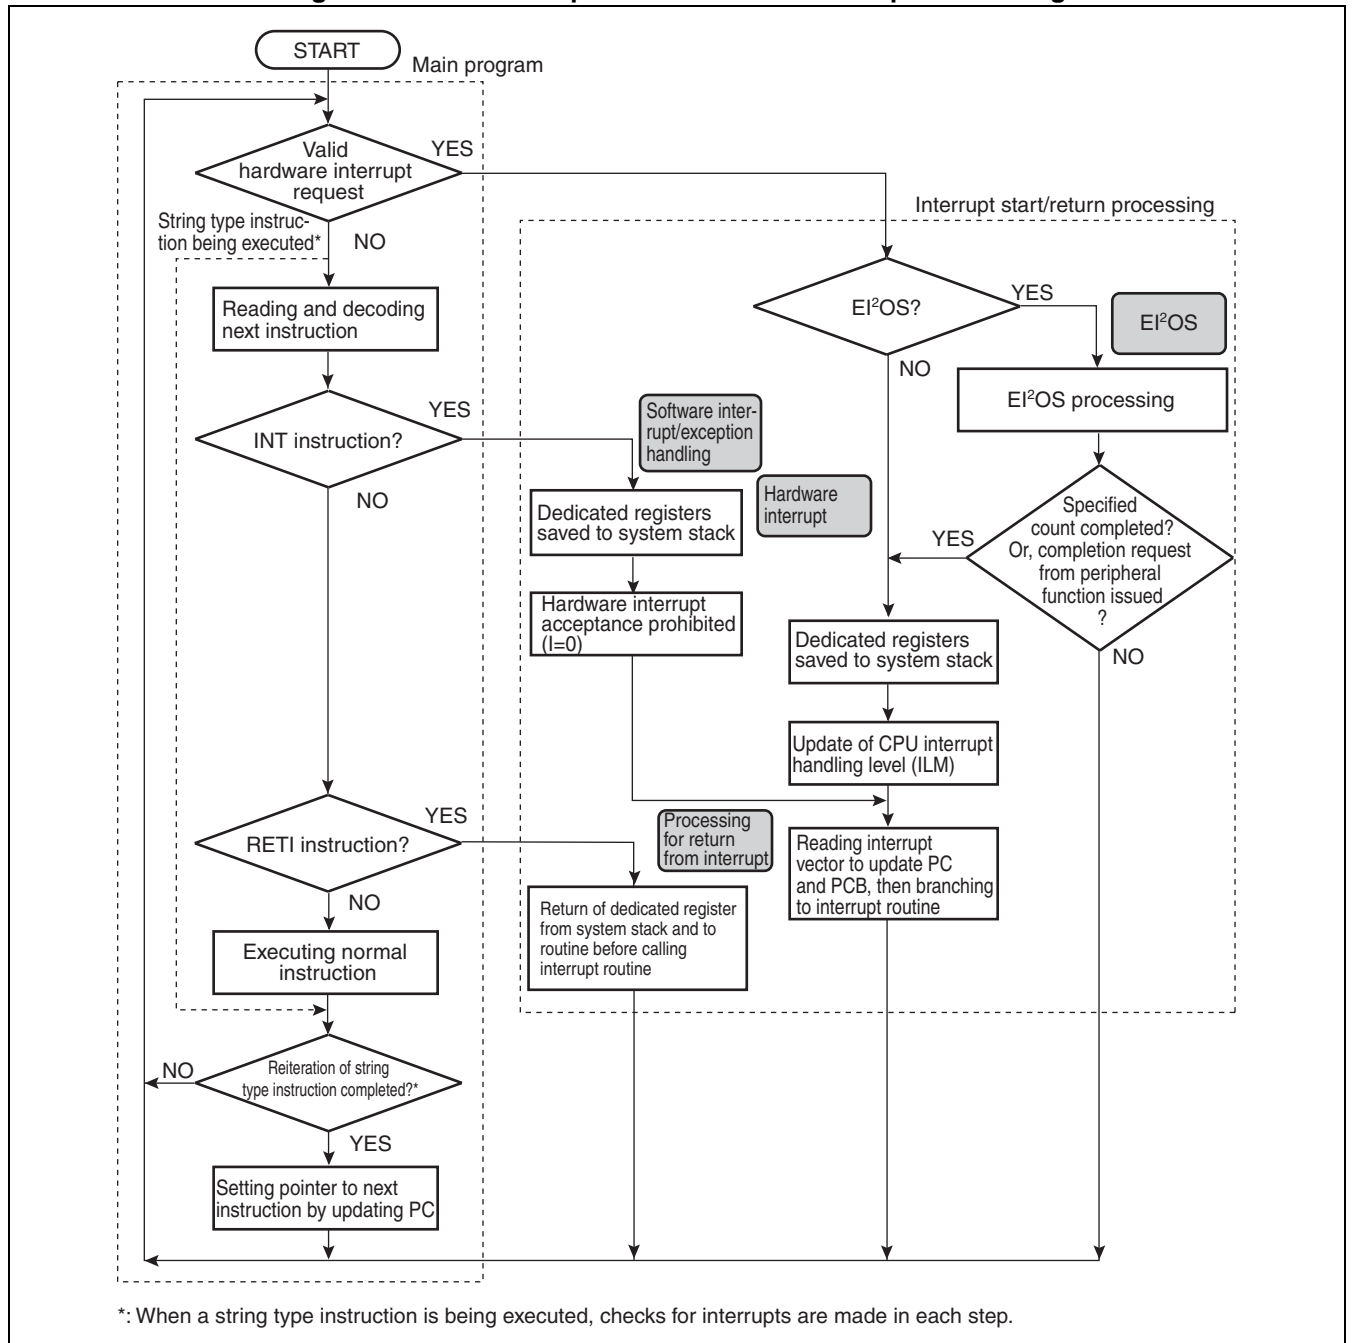 START
Main program
Valid
hardware interrupt
request
YES
String type instruc-
tion being executed*
NO
Interrupt start/return processing
Reading and decoding
next instruction
EI²OS?
YES
EI²OS
NO
EI²OS processing
INT instruction?
YES
NO
Software inter-
rupt/exception
handling
Hardware
interrupt
Dedicated registers
saved to system stack
Specified
count completed?
Or, completion request
from peripheral
function issued
?
YES
NO
Hardware interrupt
acceptance prohibited
(I=0)
Dedicated registers
saved to system stack
Update of CPU interrupt
handling level (ILM)
RETI instruction?
YES
NO
Processing
for return
from interrupt
Reading interrupt
vector to update PC
and PCB, then branching
to interrupt routine
Return of dedicated register
from system stack and to
routine before calling
interrupt routine
Executing normal
instruction
Reiteration of string
type instruction completed?*
NO
YES
Setting pointer to next
instruction by updating PC
*: When a string type instruction is being executed, checks for interrupts are made in each step.